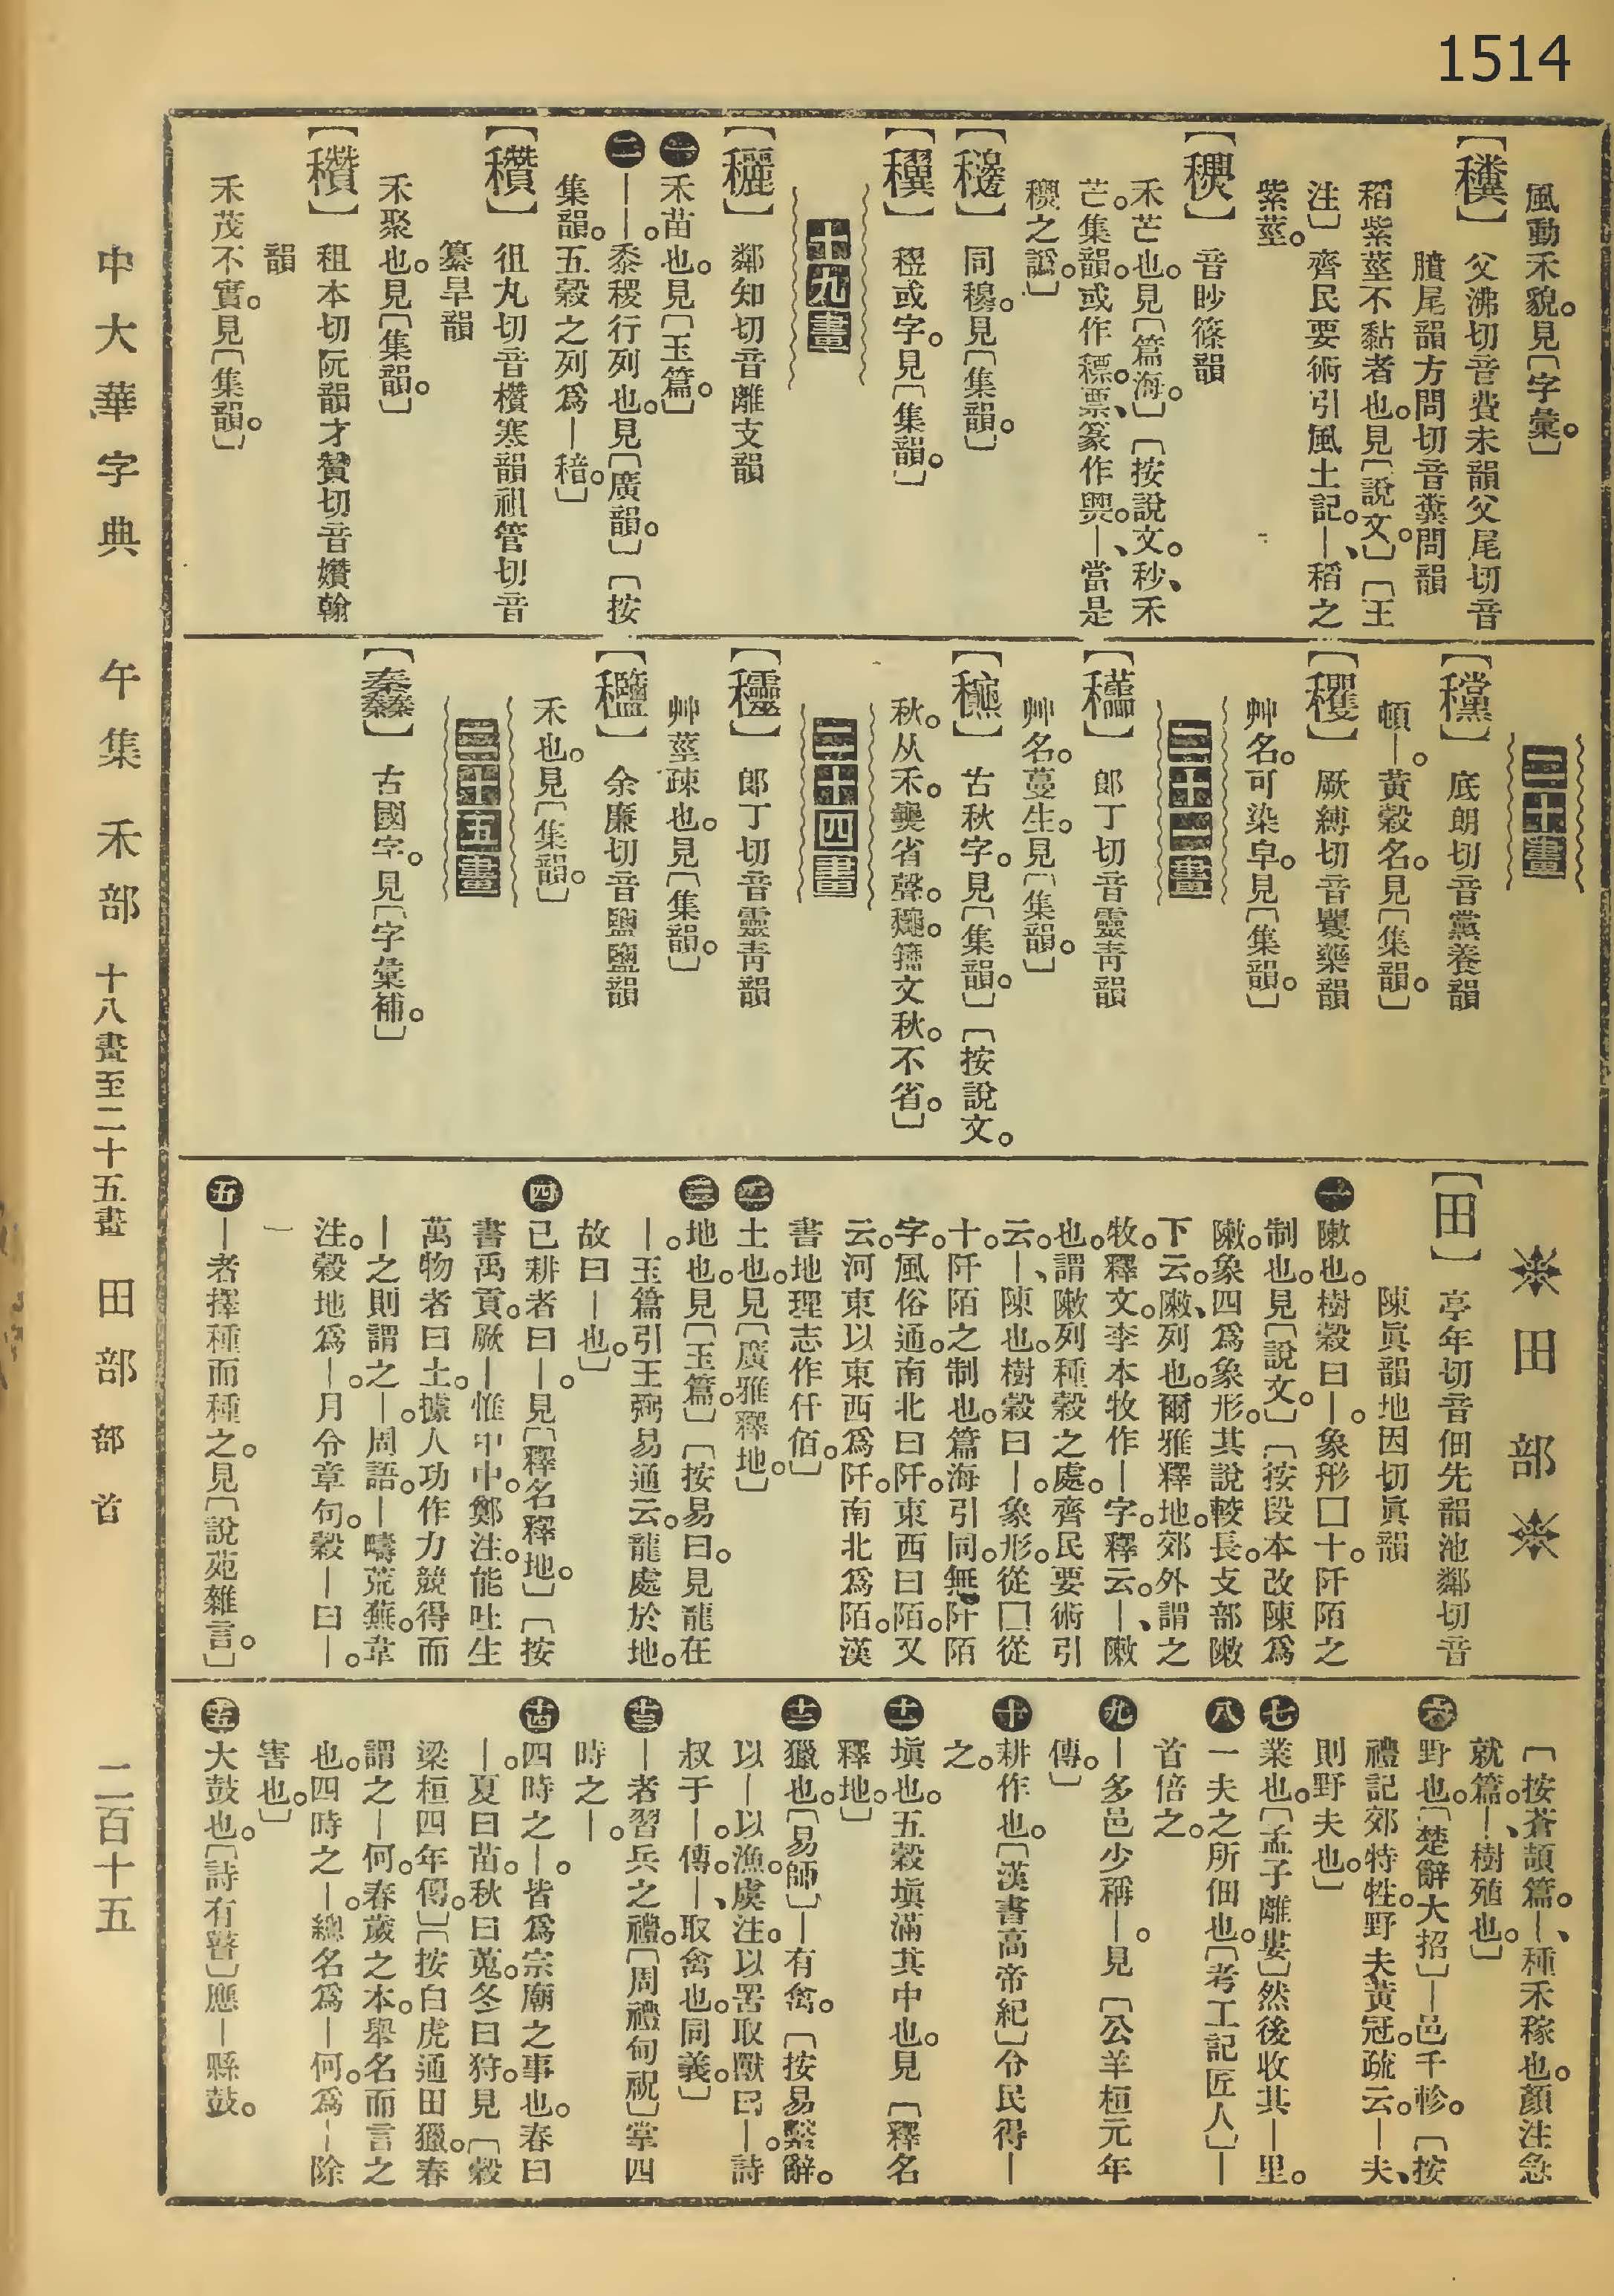 1514
風動禾貌。見〔字彙。〕
【𥣪】父沸切音費未韻父尾切音
膹尾韻方問切音糞問韻
稻紫莖不黏者也。見〔說文。〕〔王
注〕齊民要術引風土記。—、稻之
紫莖。
音眇篠韻
禾芒也。見〔篇海。〕〔按說文。秒、禾
芒。集韻。或作穮。
同穆。見〔集韻。〕
或字。見〔集韻。〕
十九畫
【穲】鄰知切音離支韻
㊀禾苗也。見〔玉篇。〕
㊁——。黍稷行列也。見〔廣韻。〕〔按
集韻。五穀之列爲—稖。〕
【穳】徂丸切音欑寒韻祖管切音
纂旱韻
禾聚也。見〔集韻。〕
租本切阮韻才贊切音㜺翰
韻
禾茂不實。見〔集韻。〕
二十畫
底朗切音黨養韻
䪳—。黃穀名。見〔集韻。〕
【䂄】厥縛切音矍藥韻
艸名。可染皁。見〔集韻。〕
二十一畫
郎丁切音靈靑韻
艸名。蔓生。見〔集韻。〕
古秋字。見〔集韻。〕〔按說文。
秋。从禾。省聲。籒文秋。不省。〕
二十四畫
郎丁切音靈靑韻
艸莖疎也。見〔集韻。〕
余廉切音鹽鹽韻
禾也。見〔集韻。〕
二十五畫
古國字。見〔字彙補。〕
田部
【田】亭年切音佃先韻池鄰切音
陳眞韻地因切眞韻
㊀敶也。樹穀曰—。象形囗十。阡陌之
制也。見〔說文。〕〔按段本改陳爲
敶。象四爲象形。其說較長。攴部敶
下云。敶、列也。爾雅釋地。郊外謂之
牧。釋文。李本牧作—字。釋云。—、敶
也。謂敶列種穀之處。齊民要術引
云。—、陳也。樹穀曰—。象形。從囗從
十。阡陌之制也。篇海引同。無阡陌
字。風俗通。南北曰阡。東西曰陌。又
云。河東以東西爲阡。南北爲陌。漢
書地理志作仟佰。〕
㊁土也。見〔廣雅釋地。〕
㊂地也。見〔玉篇。〕〔按易曰。見龍在
—。玉篇引王弼易通云。龍處於地。
故曰—也。〕
㊃已耕者曰—。見〔釋名釋地。〕〔按
書禹貢。厥—惟中中。鄭注。能吐生
萬物者曰土。據人功作力競得而
—之則謂之—。周語。—疇荒蕪。韋
注。穀地爲—。月令章句。穀—曰—。
〕
㊄—者擇種而種之。見〔說苑雜言。〕
〔按蒼頡篇。—、種禾稼也。顏注急
就篇。—、樹殖也。〕
㊅野也。〔楚辭大招〕—邑千畛。〔按
禮記郊特牲。野夫黃冠。疏云。—夫、
則野夫也。〕
㊆業也。〔孟子離婁〕然後收其—里。
㊇一夫之所佃也。〔考工記匠人〕—
首倍之。
㊈—多邑少稱—。見〔公羊桓元年
傳。〕
㊉耕作也。〔漢書高帝紀〕令民得—
之。
⑪塡也。五穀塡滿其中也。見〔釋名
釋地。〕
⑫獵也。〔易師〕—有禽。〔按易繫辭。
以—以漁。虞注。以罟取獸曰—。詩
叔于—。傳。—、取禽也。同義。〕
⑬—者習兵之禮。〔周禮甸祝〕掌四
時之—。
⑭四時之—。皆爲宗廟之事也。春曰
—。夏曰苗。秋曰蒐。冬曰狩。見〔穀
梁桓四年傳。〕〔按白虎通田獵。春
謂之—何。春歲之本。舉名而言之
也。四時之—。總名爲—何。爲—除
害也。〕
⑮大鼓也。〔詩有瞽〕應—縣鼓。
中華大字典
午集
禾部
十八畫至二十五畫
田部
部首
二百十五